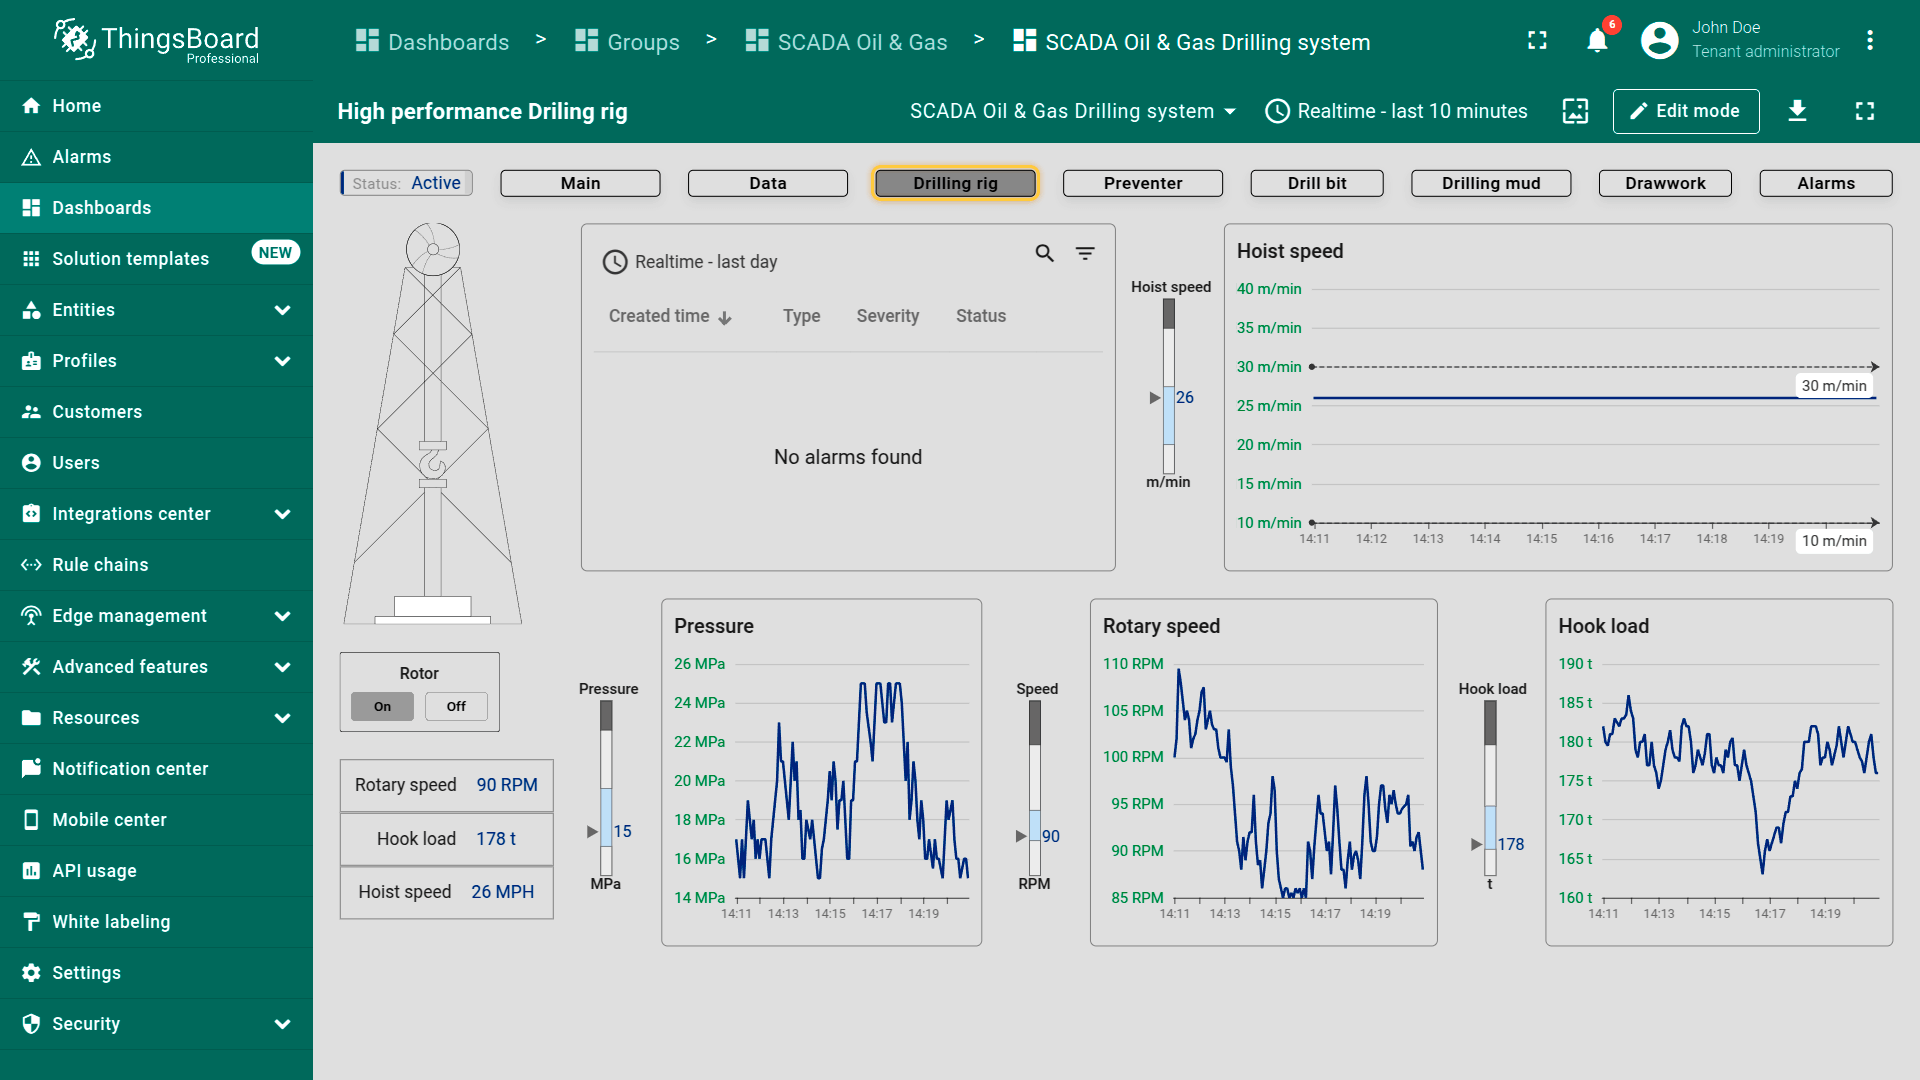 ThingsBoard
Professional
Home
Alarms
Dashboards
Solution templates NEW
Entities
Profiles
Customers
Users
Integrations center
Rule chains
Edge management
Advanced features
Resources
Notification center
Mobile center
API usage
White labeling
Settings
Security
Dashboards > Groups > SCADA Oil & Gas > SCADA Oil & Gas Drilling system
6
John Doe
Tenant administrator
High performance Driling rig
SCADA Oil & Gas Drilling system
Realtime - last 10 minutes
Edit mode
Status: Active
Main
Data
Drilling rig
Preventer
Drill bit
Drilling mud
Drawwork
Alarms
Realtime - last day
Created time Type Severity Status
No alarms found
Hoist speed
26
m/min
Hoist speed
40 m/min
35 m/min
30 m/min
30 m/min
25 m/min
20 m/min
15 m/min
10 m/min
14:11 14:12 14:13 14:14 14:15 14:16 14:17 14:18 14:19
10 m/min
Rotor
On Off
Rotary speed 90 RPM
Hook load 178 t
Hoist speed 26 MPH
Pressure
15
MPa
Pressure
26 MPa
24 MPa
22 MPa
20 MPa
18 MPa
16 MPa
14 MPa
14:11 14:13 14:15 14:17 14:19
Speed
90
RPM
Rotary speed
110 RPM
105 RPM
100 RPM
95 RPM
90 RPM
85 RPM
14:11 14:13 14:15 14:17 14:19
Hook load
178
t
Hook load
190 t
185 t
180 t
175 t
170 t
165 t
160 t
14:11 14:13 14:15 14:17 14:19